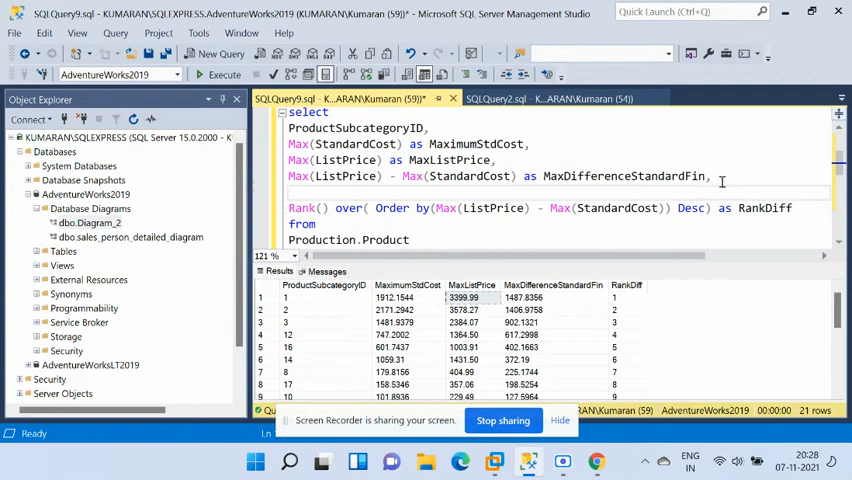 SQLQuery9.sql - KUMARAN\SQLEXPRESS.AdventureWorks2019 (KUMARAN\Kumaran (59))* - Microsoft SQL Server Management Studio
Quick Launch (Ctrl+Q)
File Edit View Query Project Tools Window Help
New Query
AdventureWorks2019
Execute
Object Explorer
SQLQuery9.sql - K...ARAN\Kumaran (59))*
SQLQuery2.sql - K...ARAN\Kumaran (54))
Connect
KUMARAN\SQLEXPRESS (SQL Server 15.0.2000 - K
Databases
System Databases
Database Snapshots
AdventureWorks2019
Database Diagrams
dbo.Diagram_2
dbo.sales_person_detailed_diagram
Tables
Views
External Resources
Synonyms
Programmability
Service Broker
Storage
Security
AdventureWorksLT2019
Security
Server Objects
select
ProductSubcategoryID,
Max(StandardCost) as MaximumStdCost,
Max(ListPrice) as MaxListPrice,
Max(ListPrice) - Max(StandardCost) as MaxDifferenceStandardFin,
Rank() over( Order by(Max(ListPrice) - Max(StandardCost)) Desc) as RankDiff
from
Production.Product
121 %
Results Messages
ProductSubcategoryID MaximumStdCost MaxListPrice MaxDifferenceStandardFin RankDiff
1 1 1912.1544 3399.99 1487.8356 1
2 2 2171.2942 3578.27 1406.9758 2
3 3 1481.9379 2384.07 902.1321 3
4 12 747.2002 1364.50 617.2998 4
5 16 601.7437 1003.91 402.1663 5
6 14 1059.31 1431.50 372.19 6
7 8 179.8156 404.99 225.1744 7
8 17 158.5346 357.06 198.5254 8
9 10 101.8936 229.49 127.5964 9
Qu
ARAN\Kumaran (59) AdventureWorks2019 00:00:00 21 rows
Screen Recorder is sharing your screen. Stop sharing Hide
Ready
Ln
ENG
IN
20:28
07-11-2021